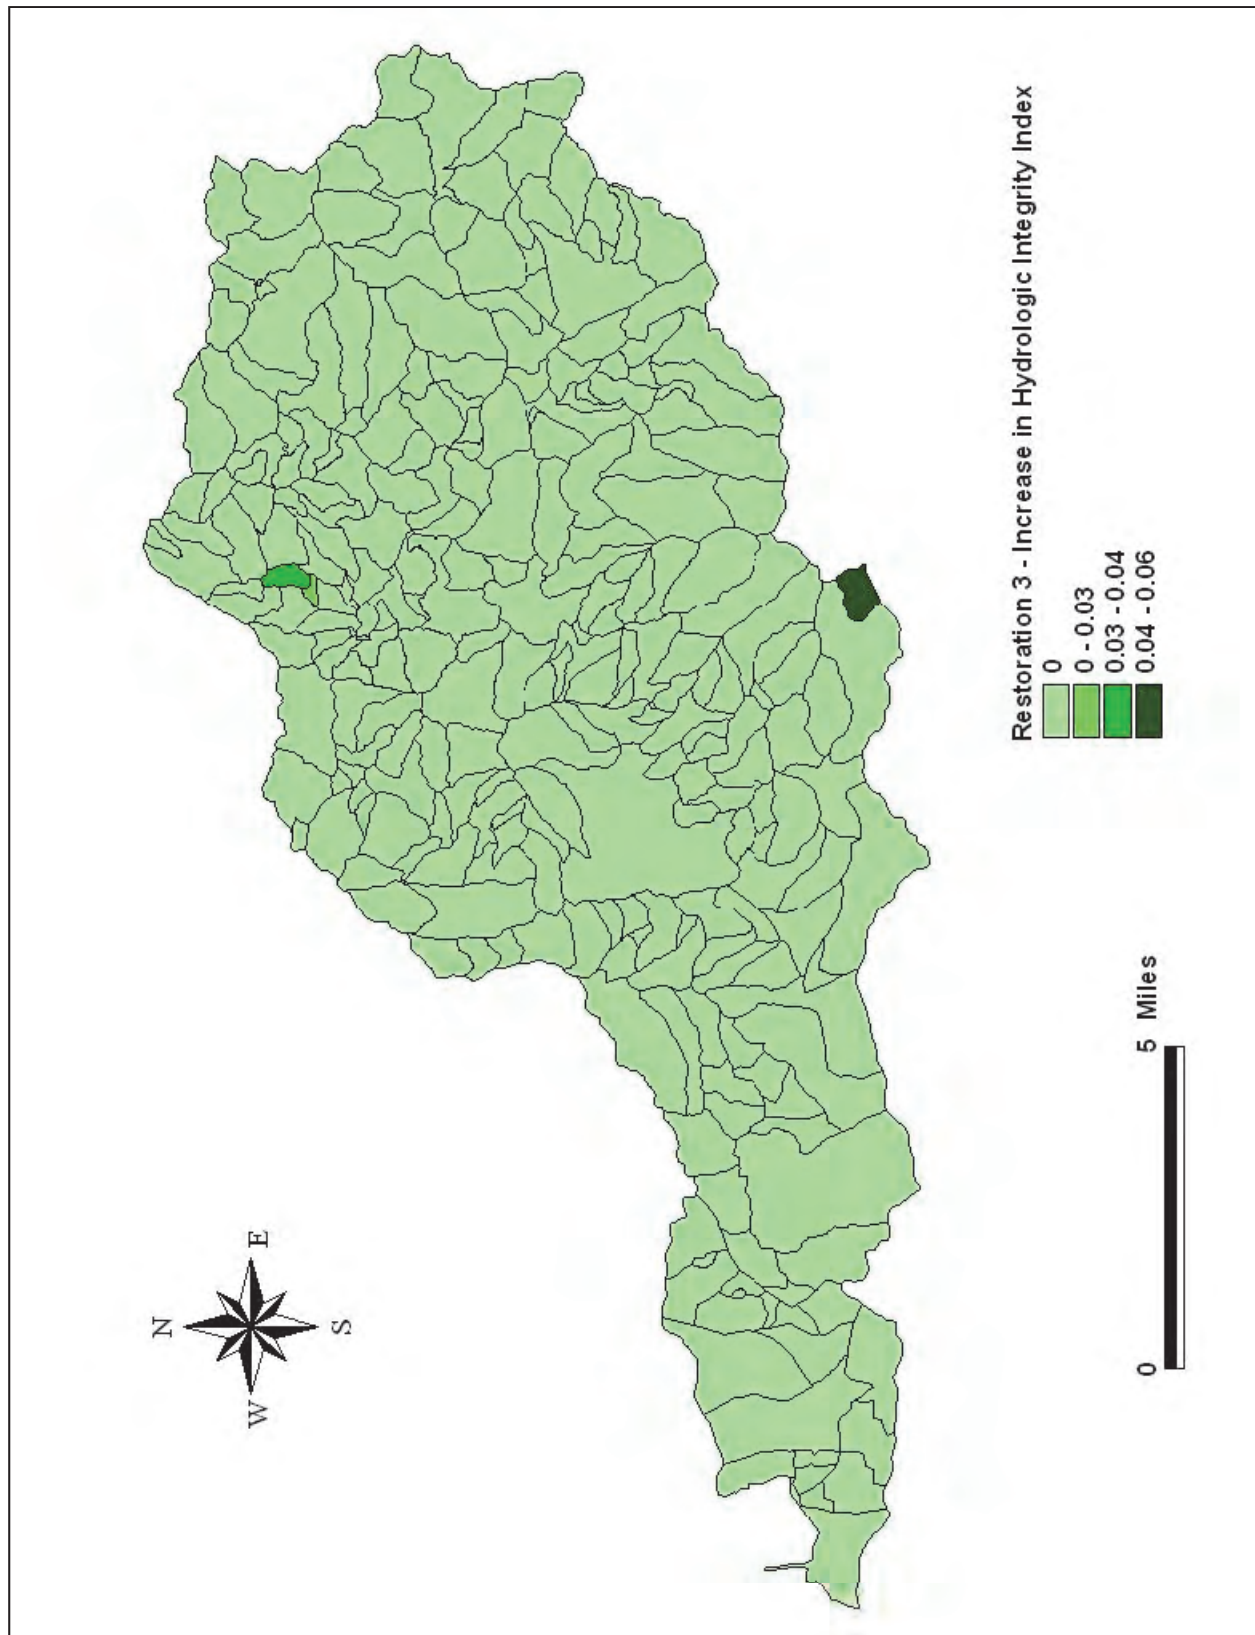 N
W E
S
Restoration 3 - Increase in Hydrologic Integrity Index
0
0 - 0.03
0.03 -0.04
0.04 -0.06
0 5 Miles